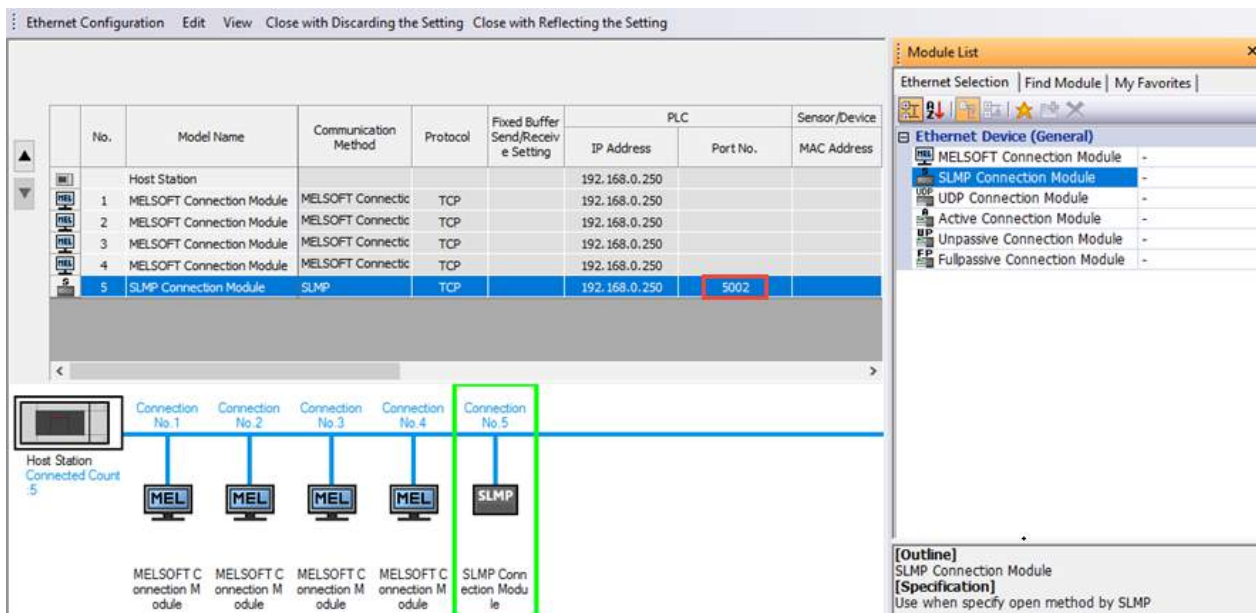 Ethernet Configuration Edit View Close with Discarding the Setting Close with Reflecting the Setting
No. Model Name Communication Method Protocol Fixed Buffer Send/Receiv e Setting PLC Sensor/Device
IP Address Port No. MAC Address
Host Station 192.168.0.250
1 MELSOFT Connection Module MELSOFT Connectic TCP 192.168.0.250
2 MELSOFT Connection Module MELSOFT Connectic TCP 192.168.0.250
3 MELSOFT Connection Module MELSOFT Connectic TCP 192.168.0.250
4 MELSOFT Connection Module MELSOFT Connectic TCP 192.168.0.250
5 SLMP Connection Module SLMP TCP 192.168.0.250 5002
Connection Connection Connection Connection Connection
No.1 No.2 No.3 No.4 No.5
Host Station
Connected Count
:5
MEL MEL MEL MEL SLMP
MELSOFT C MELSOFT C MELSOFT C MELSOFT C SLMP Conn
onnection M onnection M onnection M onnection M ection Modu
odule odule odule odule le
Module List
Ethernet Selection Find Module My Favorites
Ethernet Device (General)
MELSOFT Connection Module -
SLMP Connection Module -
UDP Connection Module -
Active Connection Module -
Unpassive Connection Module -
Fullpassive Connection Module -
[Outline]
SLMP Connection Module
[Specification]
Use when specify open method by SLMP